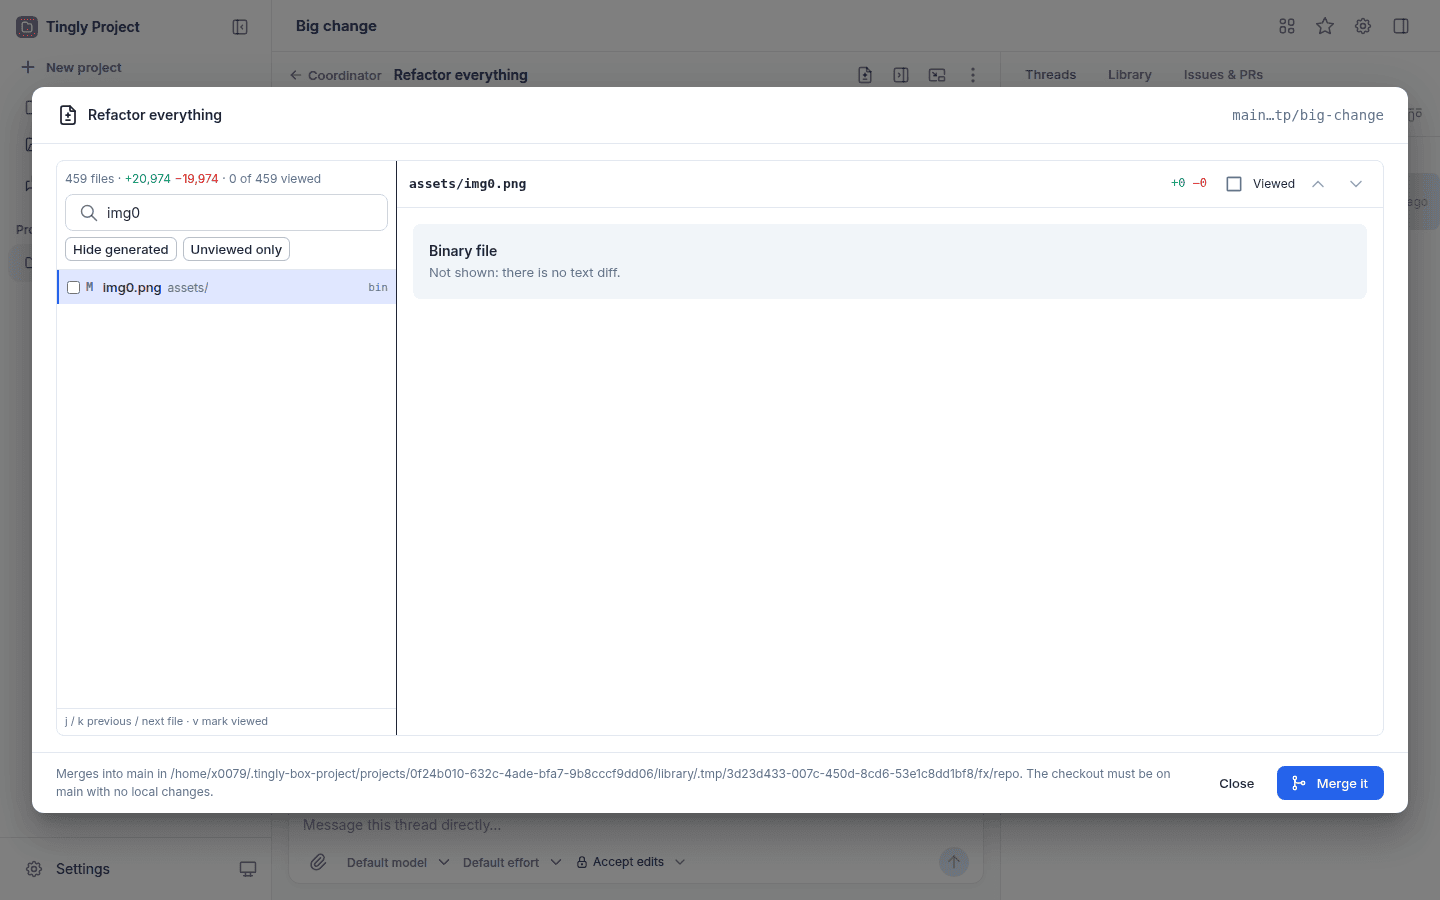 Tingly Project
Big change
New project
Coordinator Refactor everything
Threads Library Issues & PRs
Refactor everything
main…tp/big-change
459 files · +20,974 −19,974 · 0 of 459 viewed
assets/img0.png
+0 −0 Viewed
img0
Hide generated Unviewed only
Binary file
Not shown: there is no text diff.
M img0.png assets/ bin
ago
j / k previous / next file · v mark viewed
Merges into main in /home/x0079/.tingly-box-project/projects/0f24b010-632c-4ade-bfa7-9b8cccf9dd06/library/.tmp/3d23d433-007c-450d-8cd6-53e1c8dd1bf8/fx/repo. The checkout must be on
main with no local changes.
Close Merge it
Message this thread directly...
Default model Default effort Accept edits
Settings